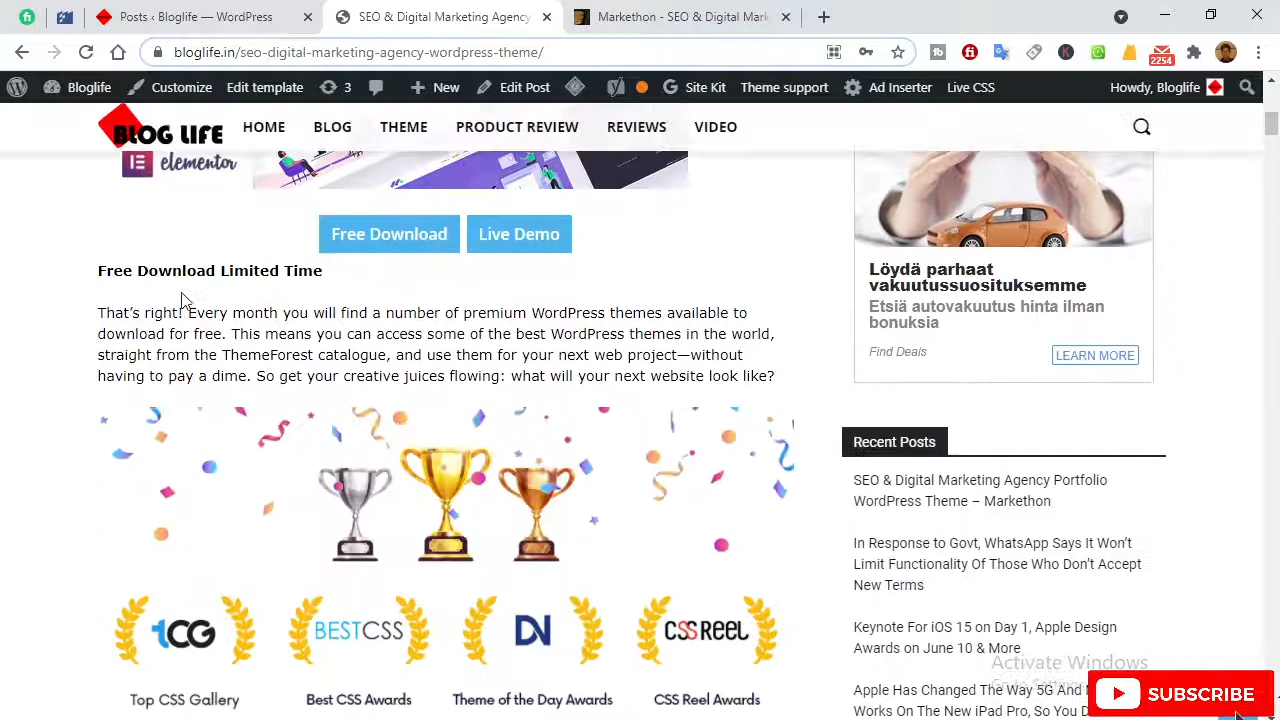 Posts ‹ Bloglife — WordPress
SEO & Digital Marketing Agency
Markethon - SEO & Digital Mar
bloglife.in/seo-digital-marketing-agency-wordpress-theme/
2254
Bloglife
Customize
Edit template
3
New
Edit Post
Site Kit
Theme support
Ad Inserter
Live CSS
Howdy, Bloglife
BLOG LIFE
HOME
BLOG
THEME
PRODUCT REVIEW
REVIEWS
VIDEO
elementor
Free Download
Live Demo
Free Download Limited Time
That's right! Every month you will find a number of premium WordPress themes available to
download for free. This means you can access some of the best WordPress themes in the world,
straight from the ThemeForest catalogue, and use them for your next web project—without
having to pay a dime. So get your creative juices flowing: what will your next website look like?
1CG
BESTCSS
DN
CSS REEL
Top CSS Gallery
Best CSS Awards
Theme of the Day Awards
CSS Reel Awards
Löydä parhaat
vakuutussuosituksemme
Etsiä autovakuutus hinta ilman
bonuksia
Find Deals
LEARN MORE
Recent Posts
SEO & Digital Marketing Agency Portfolio
WordPress Theme – Markethon
In Response to Govt, WhatsApp Says It Won't
Limit Functionality Of Those Who Don't Accept
New Terms
Keynote For iOS 15 on Day 1, Apple Design
Awards on June 10 & More
Activate Windows
Apple Has Changed The Way 5G And
Works On The New iPad Pro, So You D
SUBSCRIBE